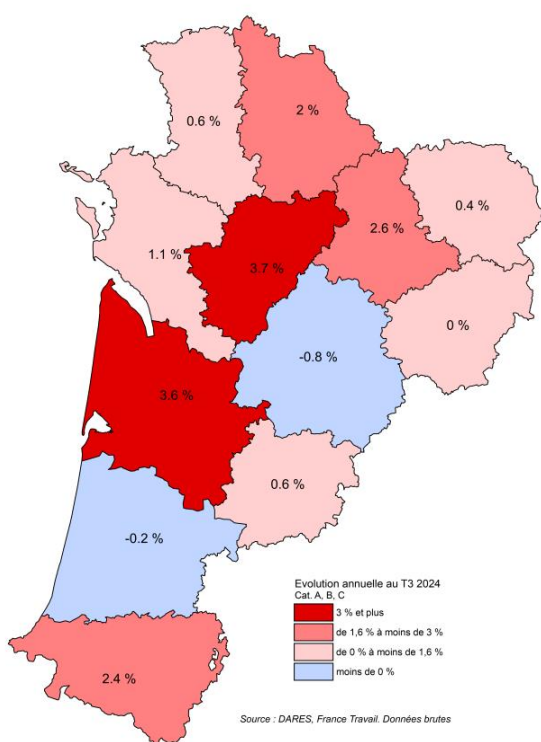 0.6 %
2 %
0.4 %
2.6 %
1.1 %
3.7 %
0 %
-0.8 %
3.6 %
0.6 %
-0.2 %
2.4 %
Evolution annuelle au T3 2024
Cat. A, B, C
3 % et plus
de 1,6 % à moins de 3 %
de 0 % à moins de 1,6 %
moins de 0 %
Source : DARES, France Travail. Données brutes